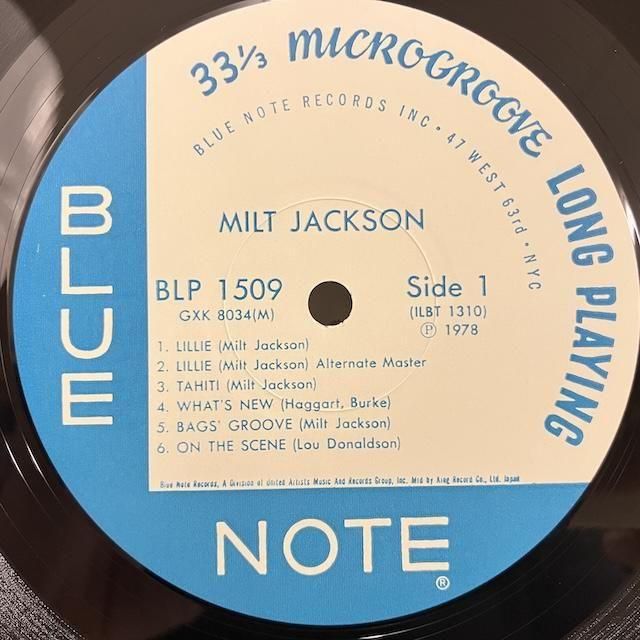 33⅓ MICROGROOVE LONG PLAYING
BLUE NOTE RECORDS INC • 47 WEST 63rd • NYC
BLUE
MILT JACKSON
BLP 1509
GXK 8034(M)
Side 1
(ILBT 1310)
Ⓟ 1978
1. LILLIE (Milt Jackson)
2. LILLIE (Milt Jackson) Alternate Master
3. TAHITI (Milt Jackson)
4. WHAT'S NEW (Haggart, Burke)
5. BAGS' GROOVE (Milt Jackson)
6. ON THE SCENE (Lou Donaldson)
Blue Note Records, A Division of United Artists Music And Records Group, Inc. Mfd by King Record Co., Ltd. Japan
NOTE®